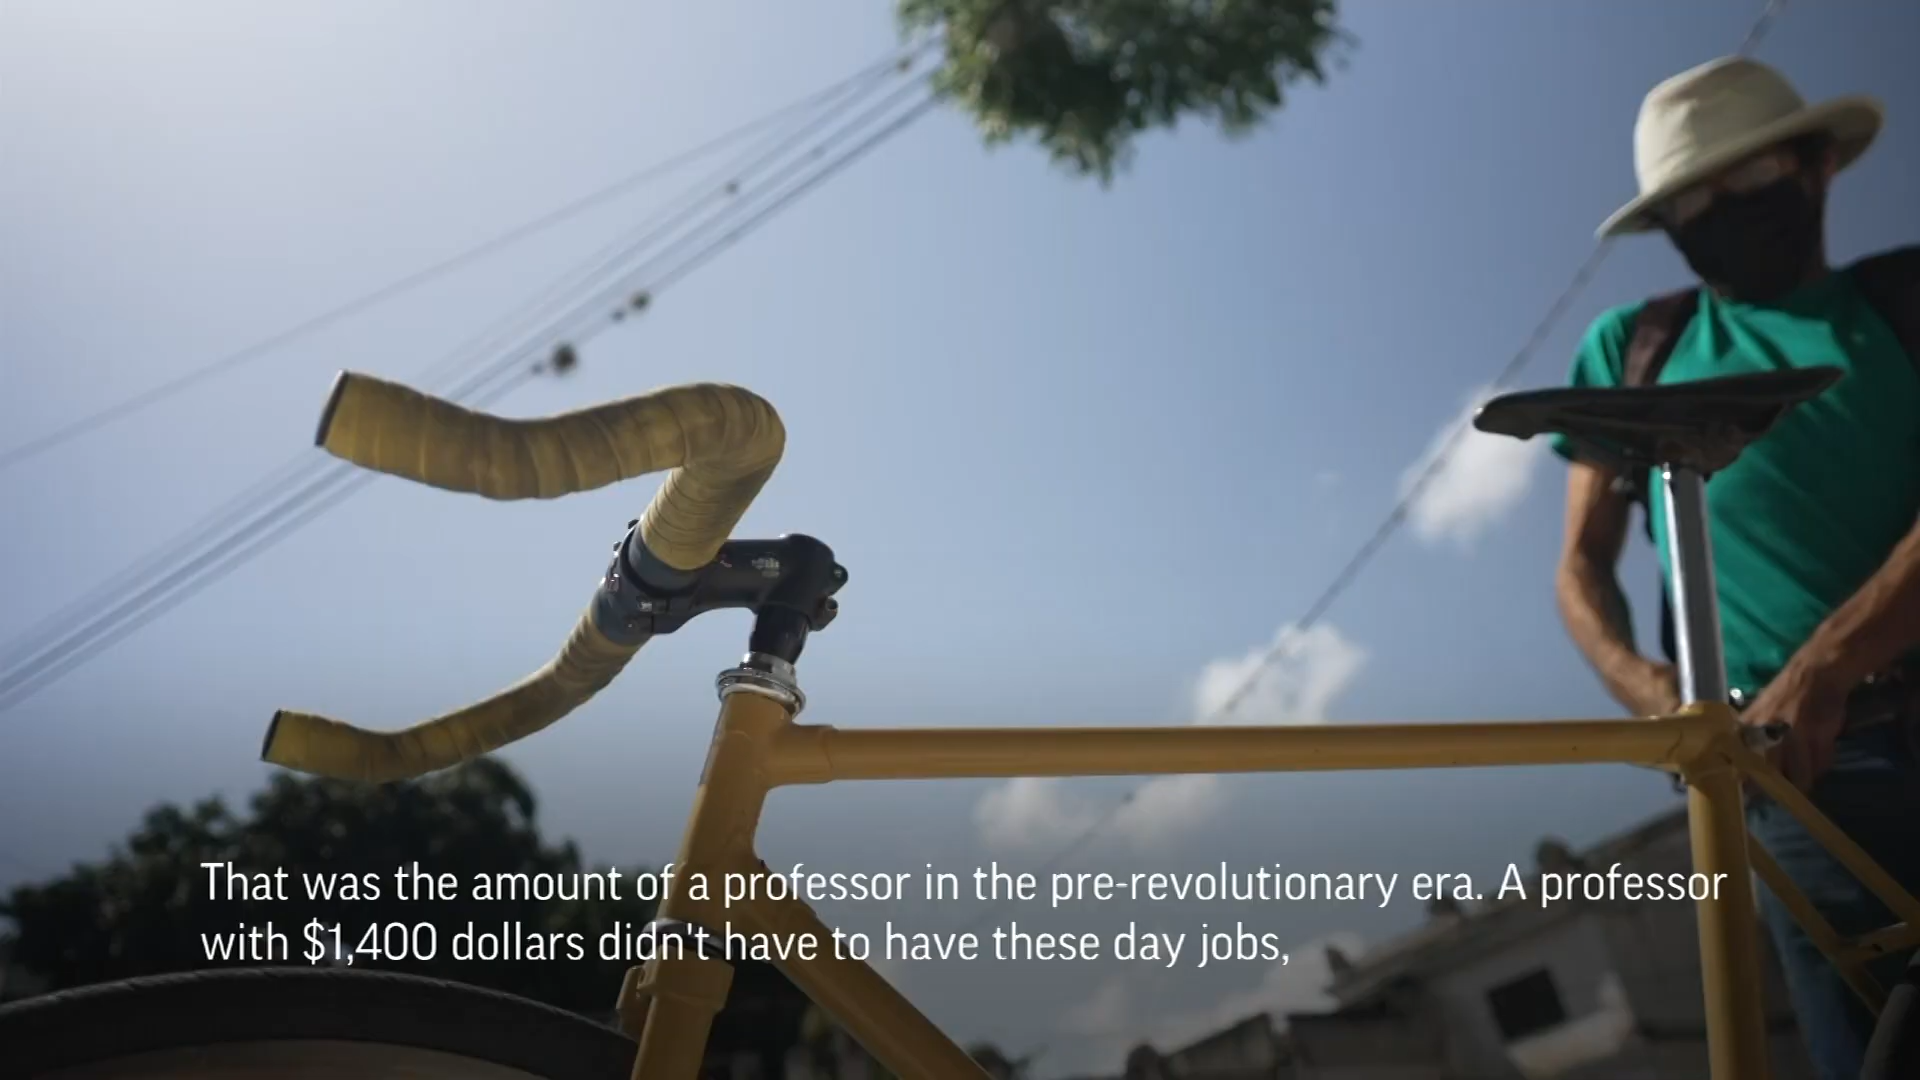 That was the amount of a professor in the pre-revolutionary era. A professor
with $1,400 dollars didn't have to have these day jobs,